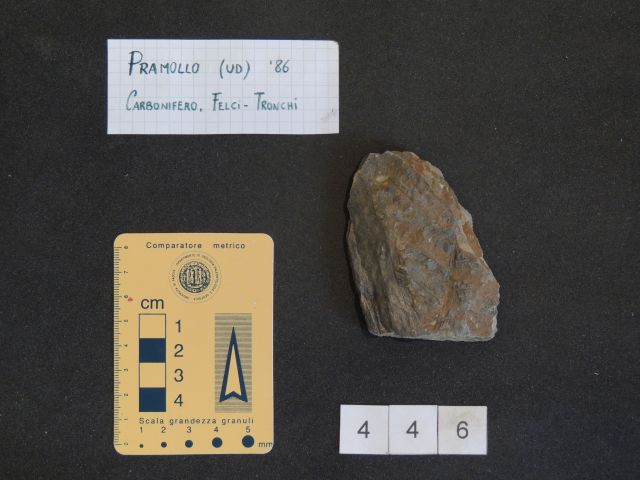 PRAMOLLO (UD) '86
CARBONIFERO, FELCI - TRONCHI
Comparatore metrico
cm
1
2
3
4
Scala grandezza granuli
1 2 3 4 5
mm
4 4 6